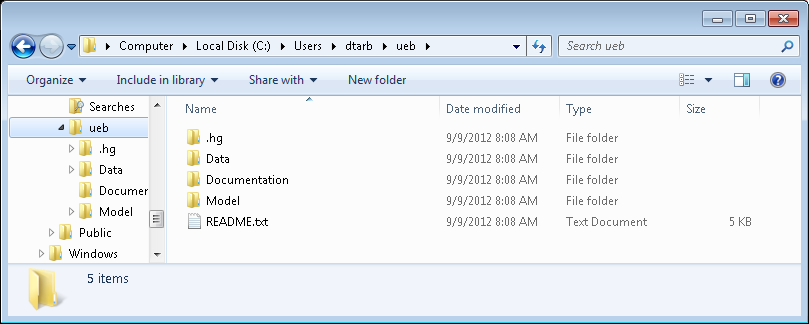 Computer Local Disk (C:) Users dtarb ueb Search ueb
Organize Include in library Share with New folder
Searches
ueb
.hg
Data
Documen
Model
Public
Windows
Name Date modified Type Size
.hg 9/9/2012 8:08 AM File folder
Data 9/9/2012 8:08 AM File folder
Documentation 9/9/2012 8:08 AM File folder
Model 9/9/2012 8:08 AM File folder
README.txt 9/9/2012 8:08 AM Text Document 5 KB
5 items